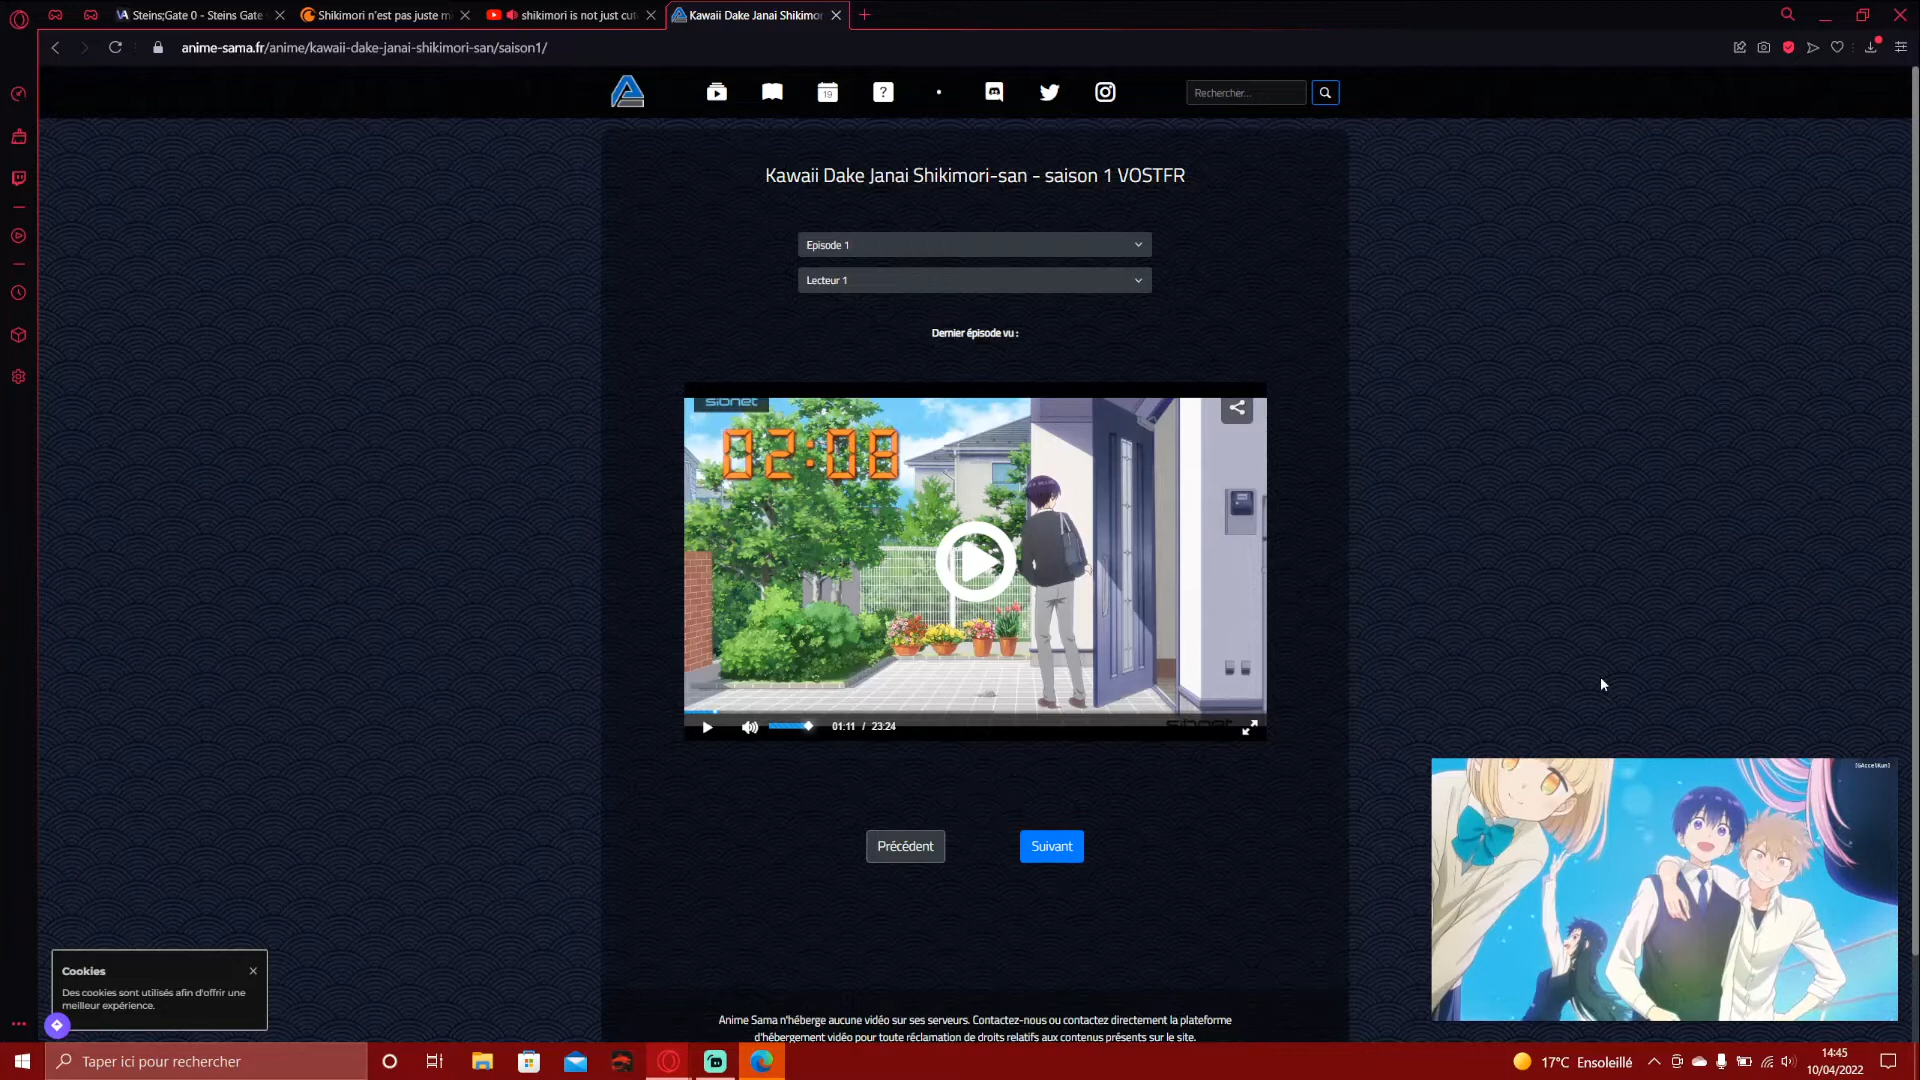 Steins;Gate 0 - Steins Gate
Shikimori n'est pas juste m
shikimori is not just cut
Kawaii Dake Janai Shikimor
anime-sama.fr/anime/kawaii-dake-janai-shikimori-san/saison1/
19
?
Rechercher...
Kawaii Dake Janai Shikimori-san - saison 1 VOSTFR
Episode 1
Lecteur 1
Dernier épisode vu :
sibnet
02:08
sibnet
01:11 / 23:24
[GAccelKun]
Précédent
Suivant
Cookies
Des cookies sont utilisés afin d'offrir une
meilleur expérience.
Anime Sama n'héberge aucune vidéo sur ses serveurs. Contactez-nous ou contactez directement la plateforme
d'hébergement vidéo pour toute réclamation de droits relatifs aux contenus présents sur le site.
Taper ici pour rechercher
17°C Ensoleillé
14:45
10/04/2022